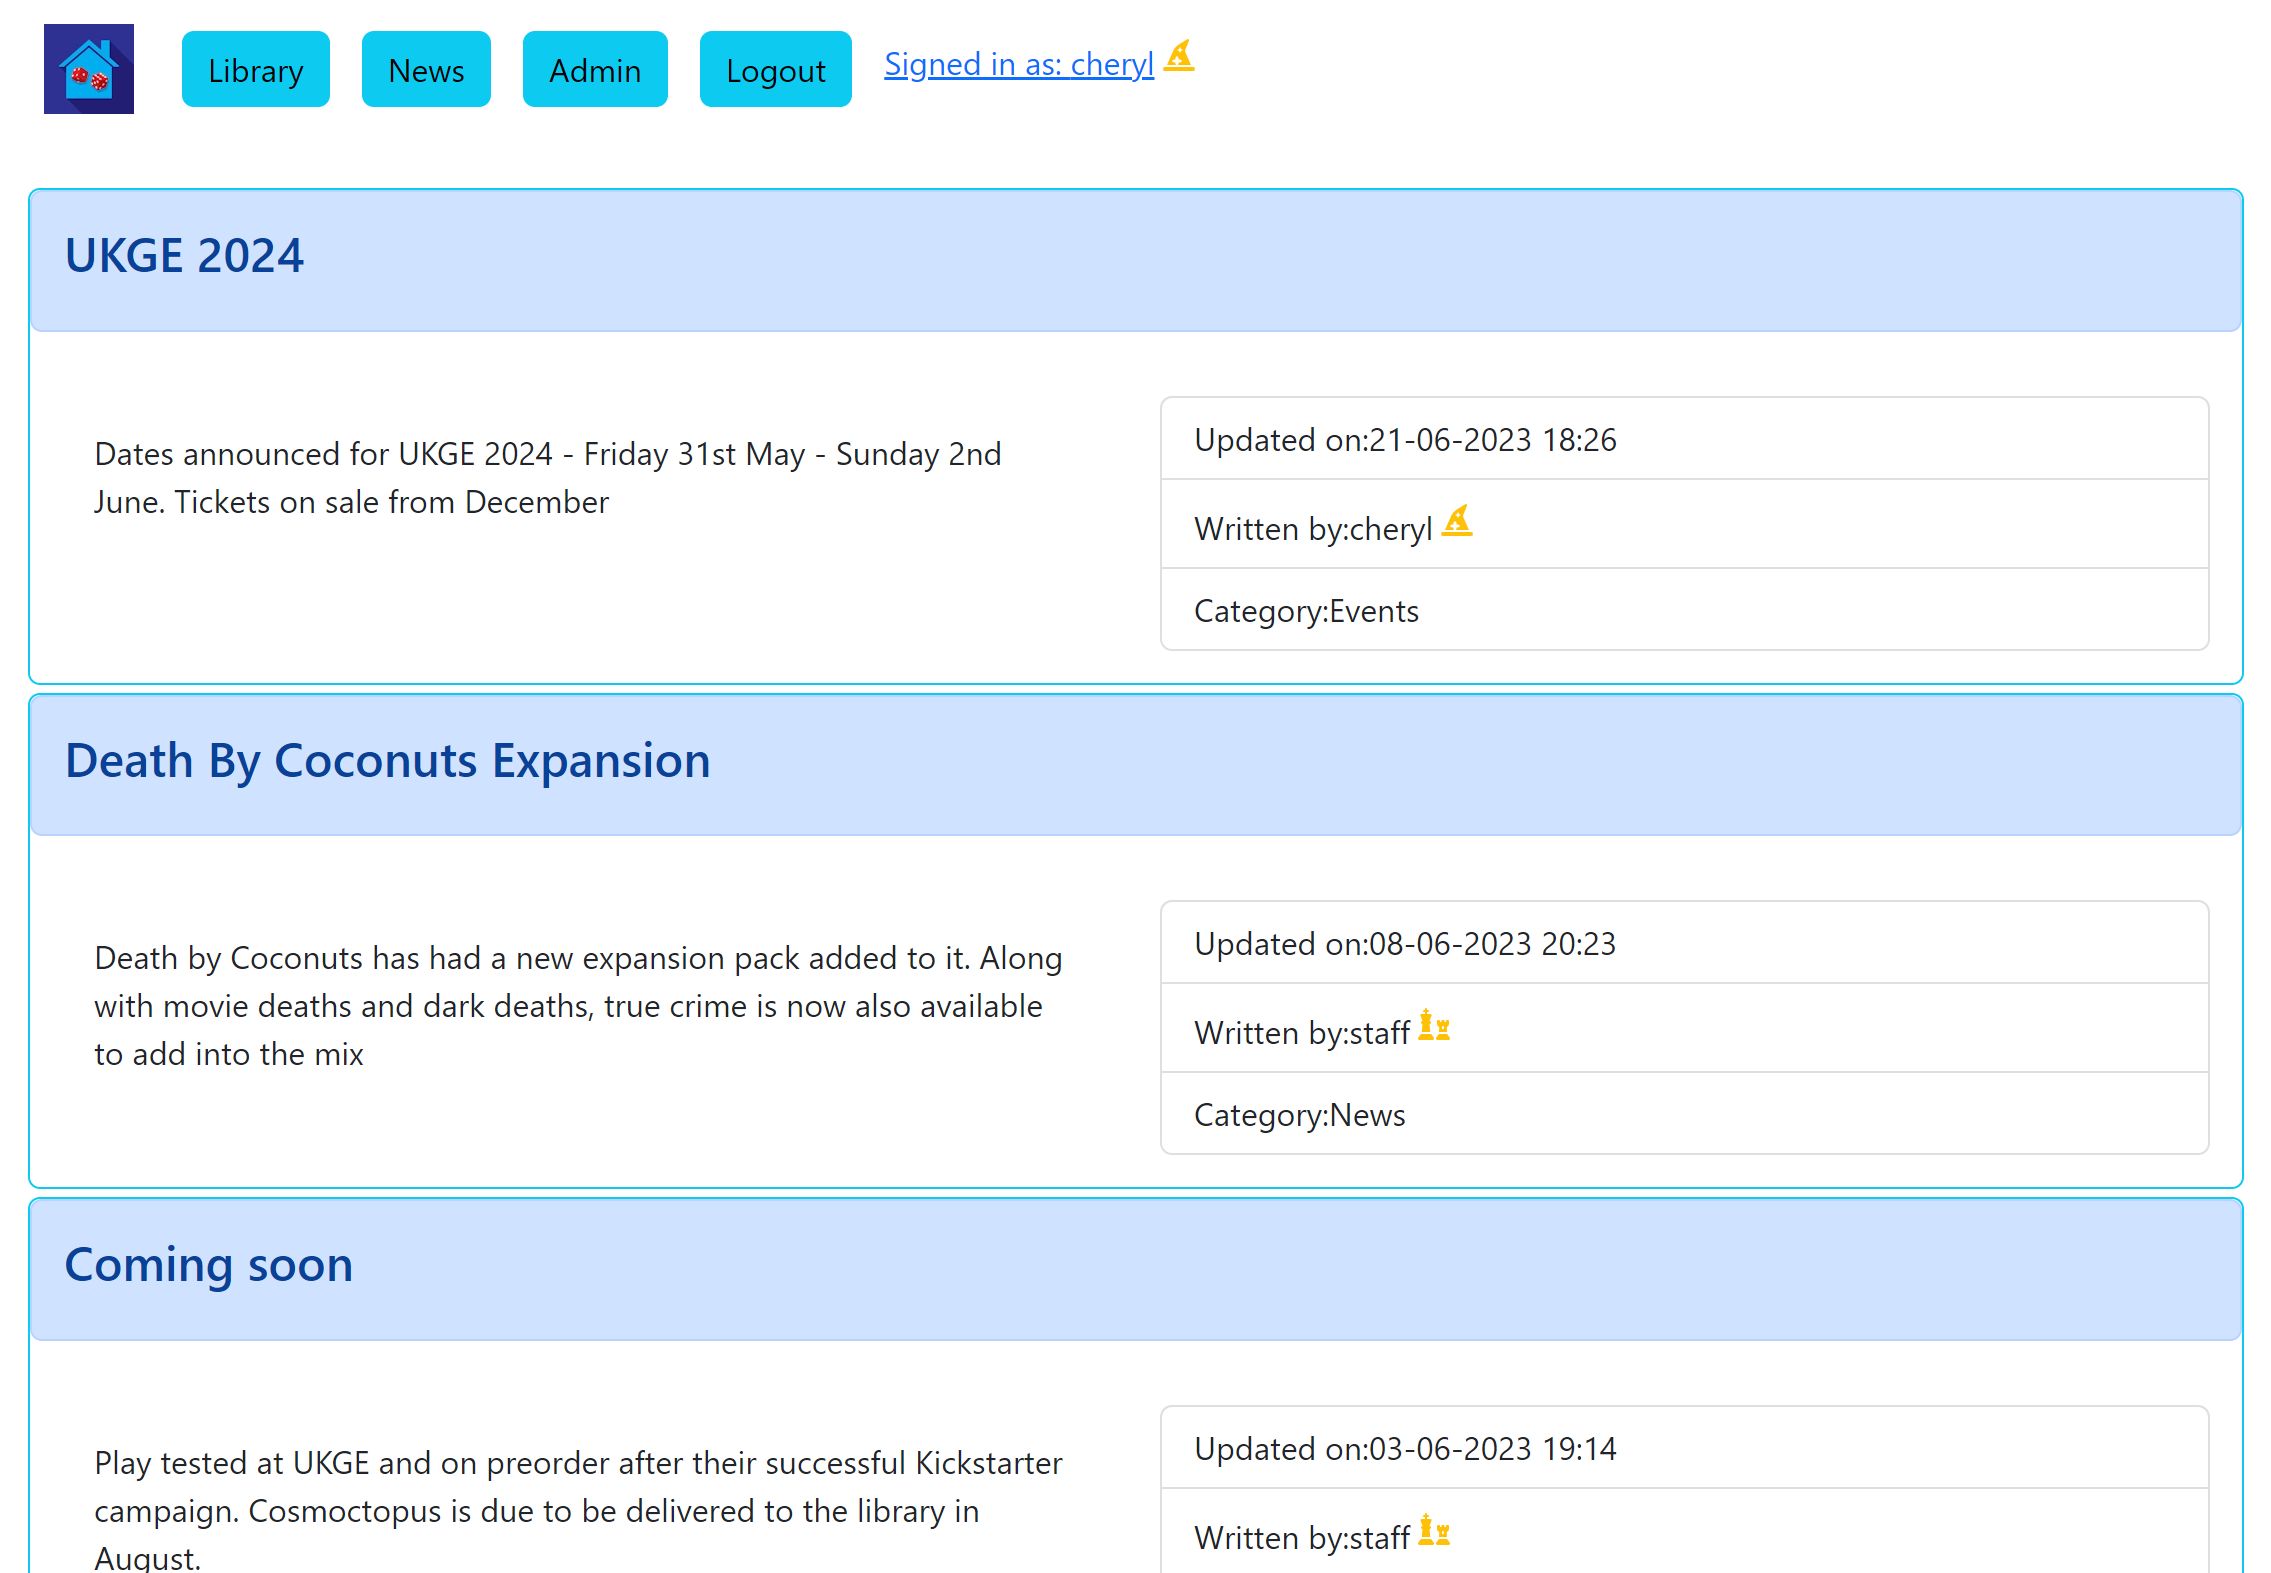 Library News Admin Logout Signed in as: cheryl
UKGE 2024
Dates announced for UKGE 2024 - Friday 31st May - Sunday 2nd
June. Tickets on sale from December
Updated on:21-06-2023 18:26
Written by:cheryl
Category:Events
Death By Coconuts Expansion
Death by Coconuts has had a new expansion pack added to it. Along
with movie deaths and dark deaths, true crime is now also available
to add into the mix
Updated on:08-06-2023 20:23
Written by:staff
Category:News
Coming soon
Play tested at UKGE and on preorder after their successful Kickstarter
campaign. Cosmoctopus is due to be delivered to the library in
August.
Updated on:03-06-2023 19:14
Written by:staff